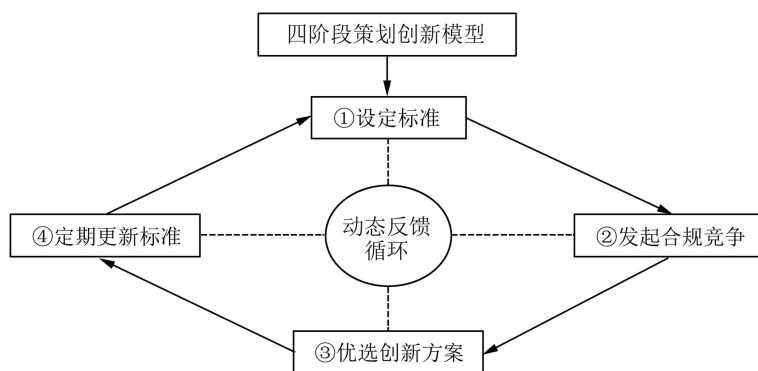 四阶段策划创新模型
①设定标准
④定期更新标准
动态反馈
循环
②发起合规竞争
③优选创新方案